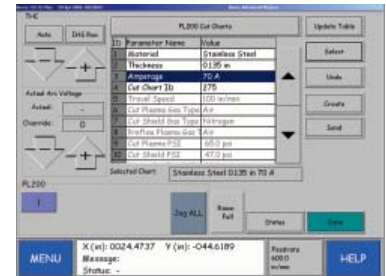 THC
Auto
IHS Run
Actual Arc Voltage
Actual: -
Override: 0
PL200
1
PL200 Cut Charts
ID Parameter Name Value
1 Material Stainless Steel
2 Thickness 0.135 in
3 Amperage 70 A
4 Cut Chart ID 275
5 Travel Speed 100 in/min
6 Cut Plasma Gas Type Air
7 Cut Shield Gas Type Nitrogen
8 Preflow Plasma Gas T Air
9 Cut Plasma PSI 65.0 psi
10 Cut Shield PSI 47.0 psi
Selected Chart: Stainless Steel 0.135 in 70 A
Update Table
Select
Undo
Create
Send
Jog ALL
Raise Full
Status
Done
MENU
X (in): 0024.4737 Y (in): -044.6189
Message:
Status: -
Feedrate
600.0
in/min
HELP